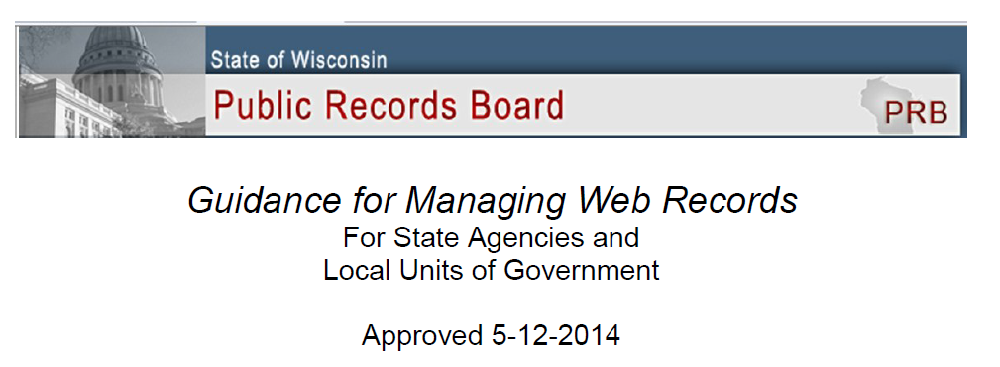 State of Wisconsin
Public Records Board
PRB
Guidance for Managing Web Records
For State Agencies and
Local Units of Government
Approved 5-12-2014